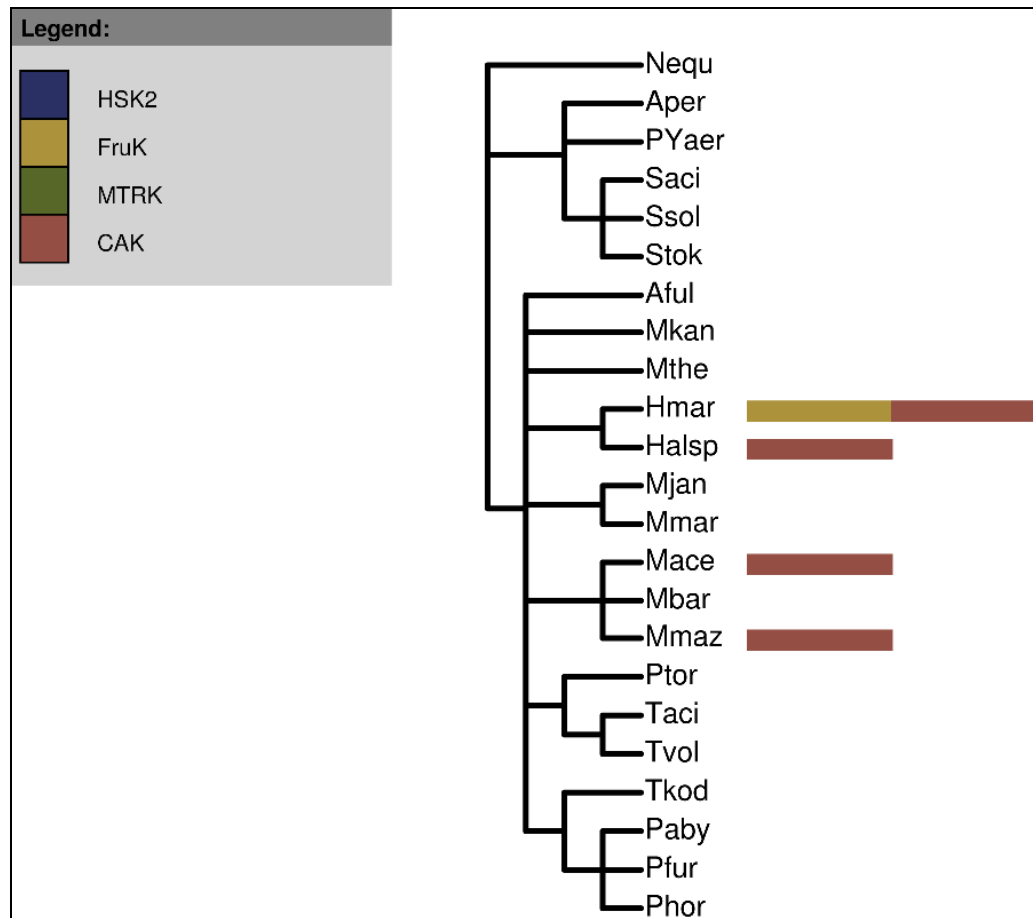 Legend:
HSK2
FruK
MTRK
CAK
Nequ
Aper
PYaer
Saci
Ssol
Stok
Aful
Mkan
Mthe
Hmar
Halsp
Mjan
Mmar
Mace
Mbar
Mmaz
Ptor
Taci
Tvol
Tkod
Paby
Pfur
Phor